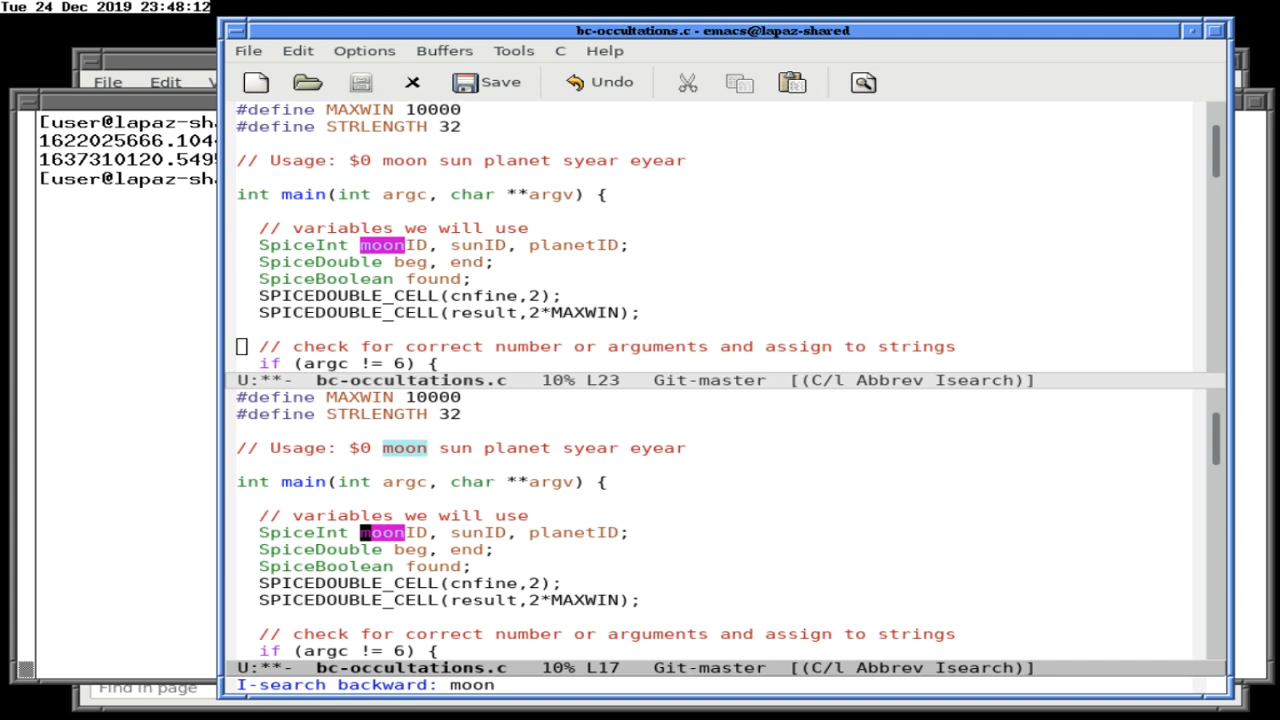 Tue 24 Dec 2019 23:48:12
bc-occultations.c - emacs@lapaz-shared
File Edit Options Buffers Tools C Help
Save Undo
File Edit
[user@lapaz-sha
1622025666.104
1637310120.549
[user@lapaz-sha
Find in page
#define MAXWIN 10000
#define STRLENGTH 32
// Usage: $0 moon sun planet syear eyear
int main(int argc, char **argv) {
// variables we will use
SpiceInt moonID, sunID, planetID;
SpiceDouble beg, end;
SpiceBoolean found;
SPICEDOUBLE_CELL(cnfine,2);
SPICEDOUBLE_CELL(result,2*MAXWIN);
// check for correct number or arguments and assign to strings
if (argc != 6) {
U:**- bc-occultations.c 10% L23 Git-master [(C/l Abbrev Isearch)]
#define MAXWIN 10000
#define STRLENGTH 32
// Usage: $0 moon sun planet syear eyear
int main(int argc, char **argv) {
// variables we will use
SpiceInt moonID, sunID, planetID;
SpiceDouble beg, end;
SpiceBoolean found;
SPICEDOUBLE_CELL(cnfine,2);
SPICEDOUBLE_CELL(result,2*MAXWIN);
// check for correct number or arguments and assign to strings
if (argc != 6) {
U:**- bc-occultations.c 10% L17 Git-master [(C/l Abbrev Isearch)]
I-search backward: moon